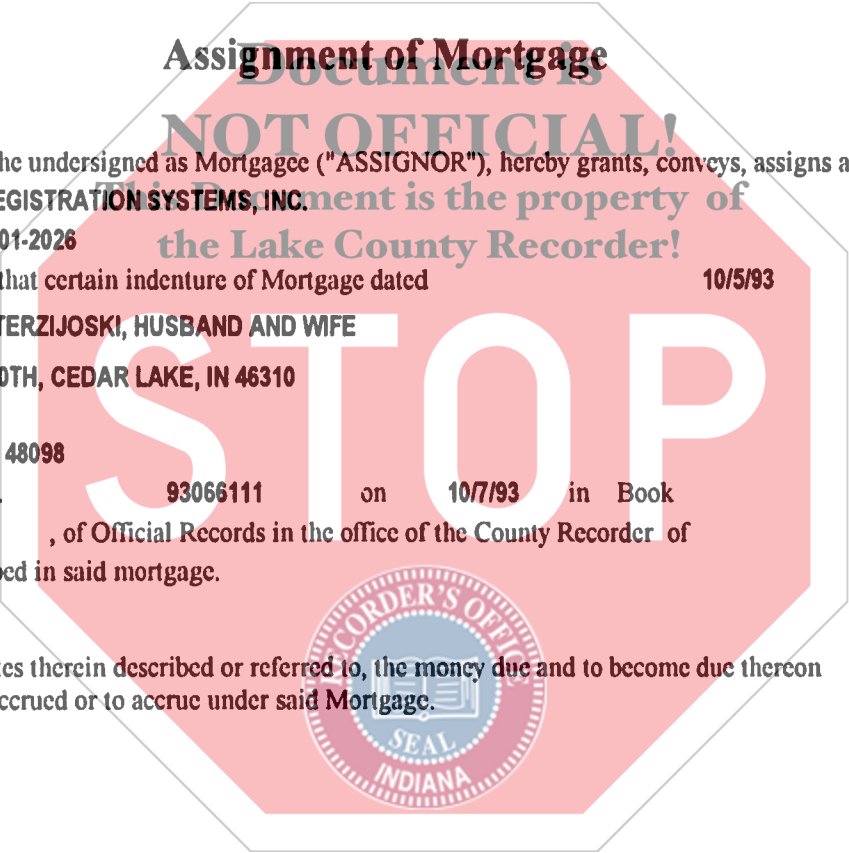 Assignment of Mortgage
Document is
NOT OFFICIAL!
he undersigned as Mortgagee ("ASSIGNOR"), hereby grants, conveys, assigns a
This Document is the property of
EGISTRATION SYSTEMS, INC.
01-2026
the Lake County Recorder!
that certain indenture of Mortgage dated 10/5/93
TERZIJOSKI, HUSBAND AND WIFE
0TH, CEDAR LAKE, IN 46310
STOP
48098
. 93066111 on 10/7/93 in Book
, of Official Records in the office of the County Recorder of
bed in said mortgage.
RECORDER'S OFFICE
tes therein described or referred to, the money due and to become due thereon
ccrued or to accrue under said Mortgage.
SEAL
INDIANA